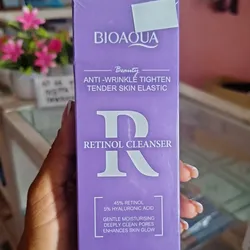 BIOAQUA
Beauty
ANTI-WRINKLE TIGHTEN
TENDER SKIN ELASTIC
R
RETINOL CLEANSER
45% RETINOL
5% HYALURONIC ACID
GENTLE MOISTURISING
DEEPLY CLEAN PORES
ENHANCES SKIN GLOW